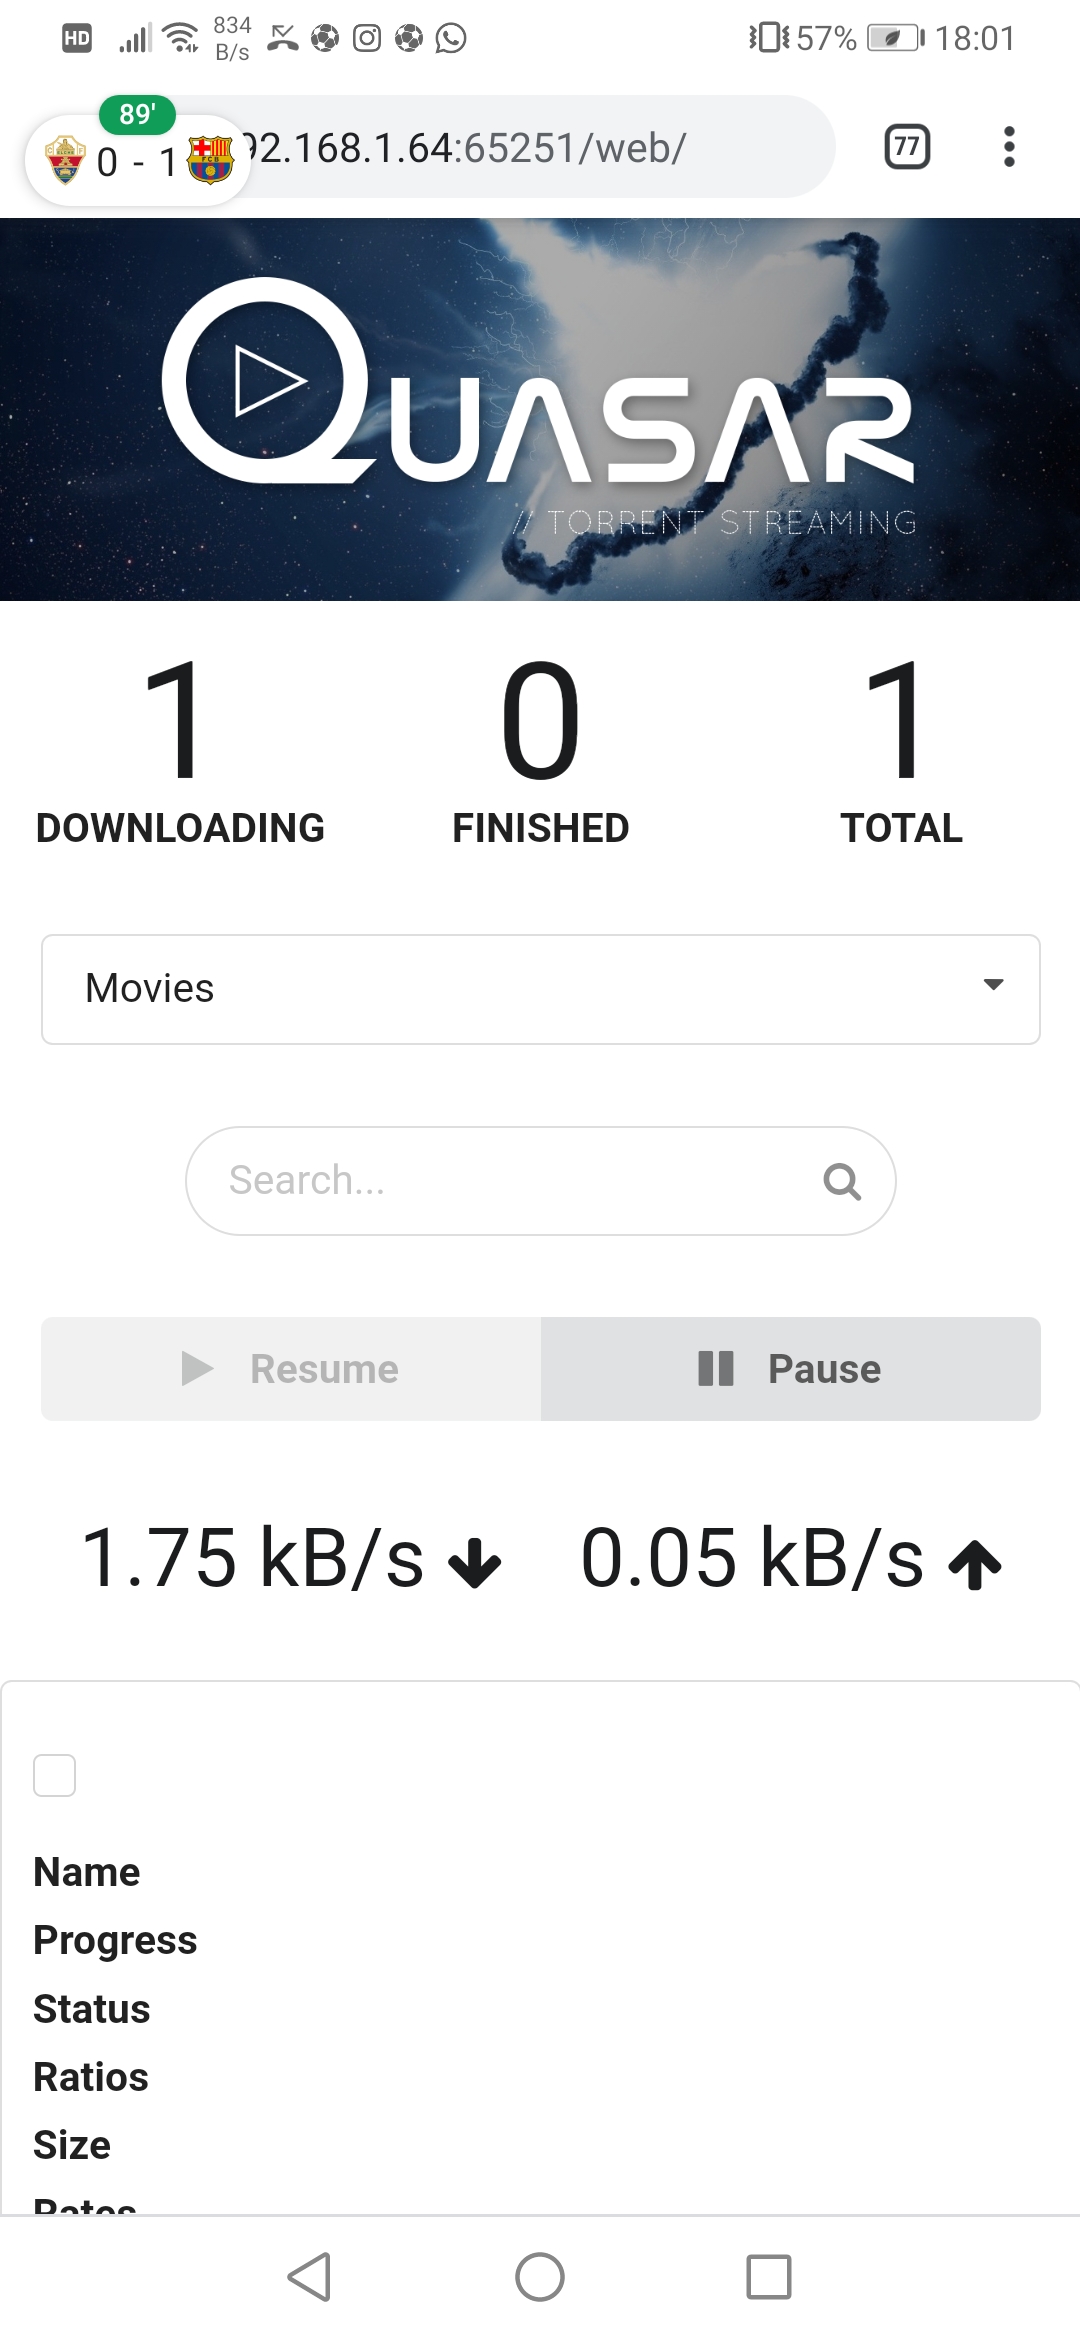 HD 834 B/s 57% 18:01
89'
0 - 1 92.168.1.64:65251/web/ 77
QUASAR
// TORRENT STREAMING
1 0 1
DOWNLOADING FINISHED TOTAL
Movies
Search...
Resume Pause
1.75 kB/s 0.05 kB/s
Name
Progress
Status
Ratios
Size
Rates